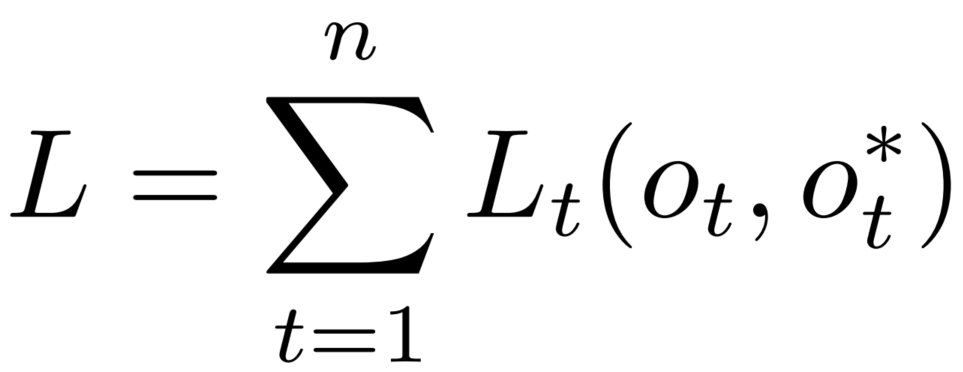 L = \sum_{t=1}^{n} L_t(o_t, o_t^*)